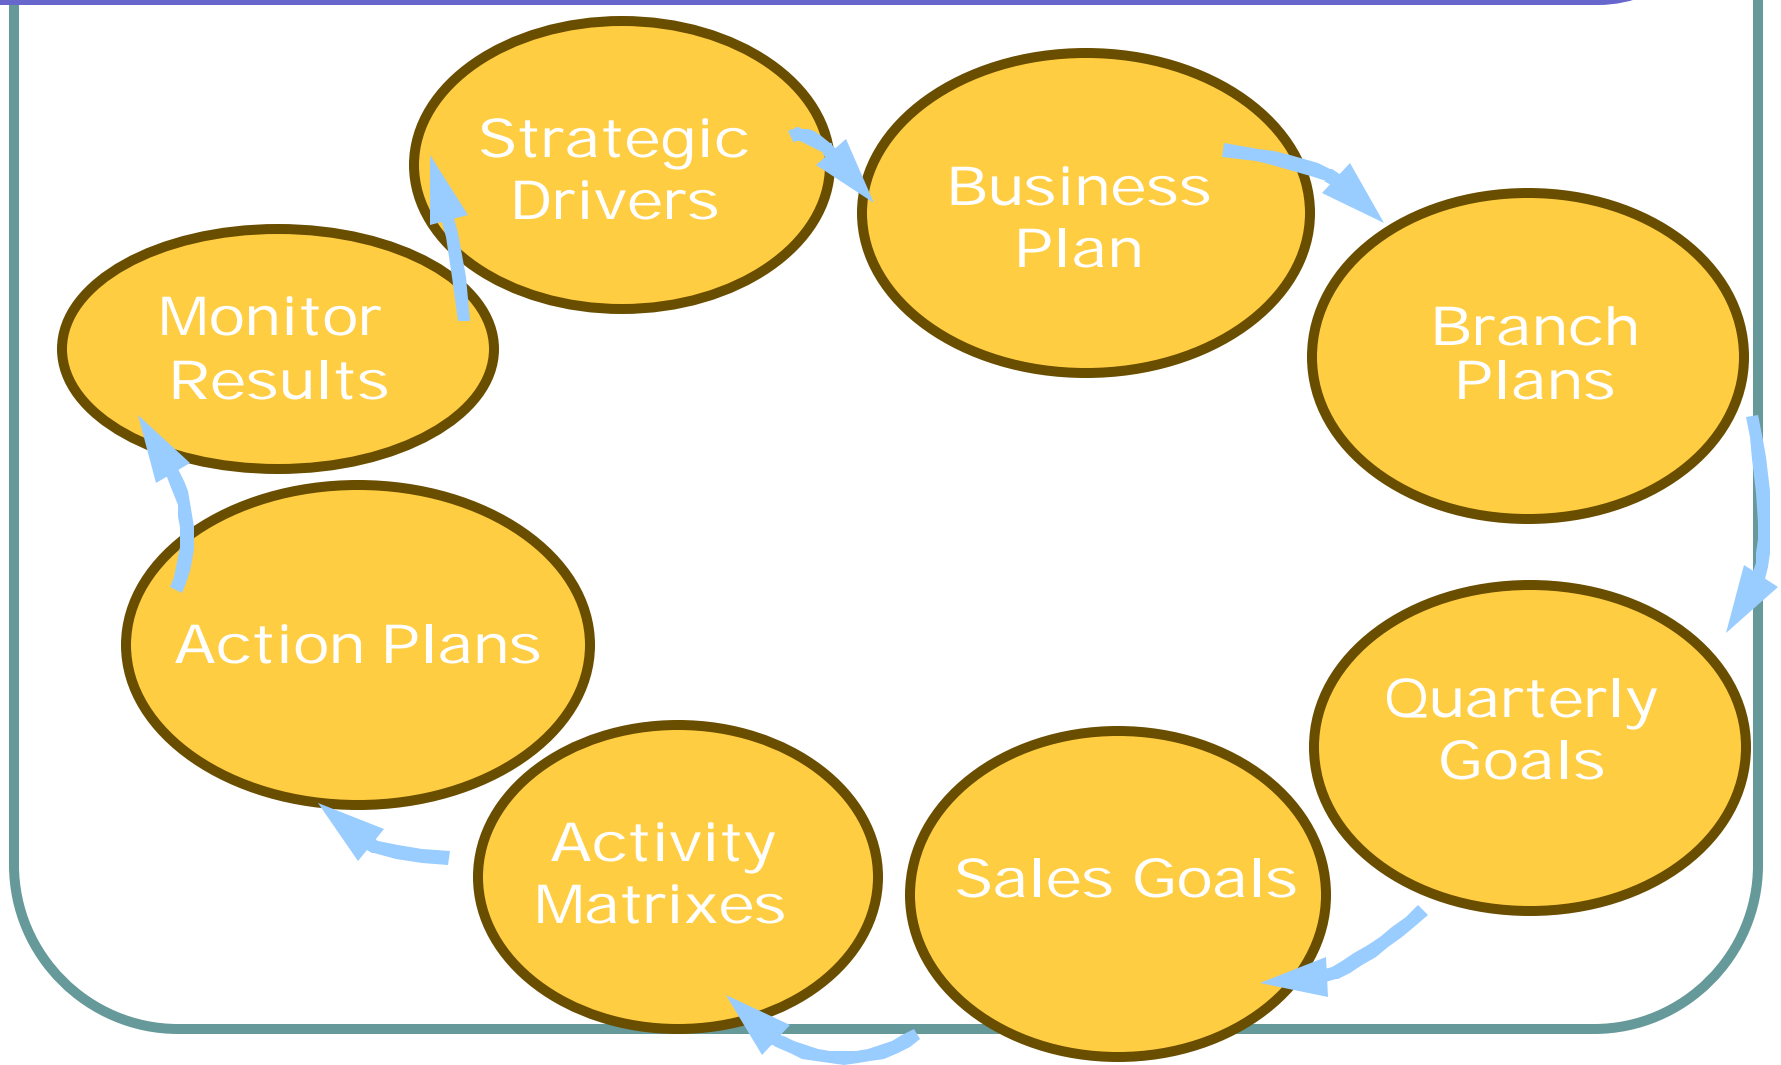 Strategic
Drivers
Business
Plan
Branch
Plans
Quarterly
Goals
Sales Goals
Activity
Matrixes
Action Plans
Monitor
Results